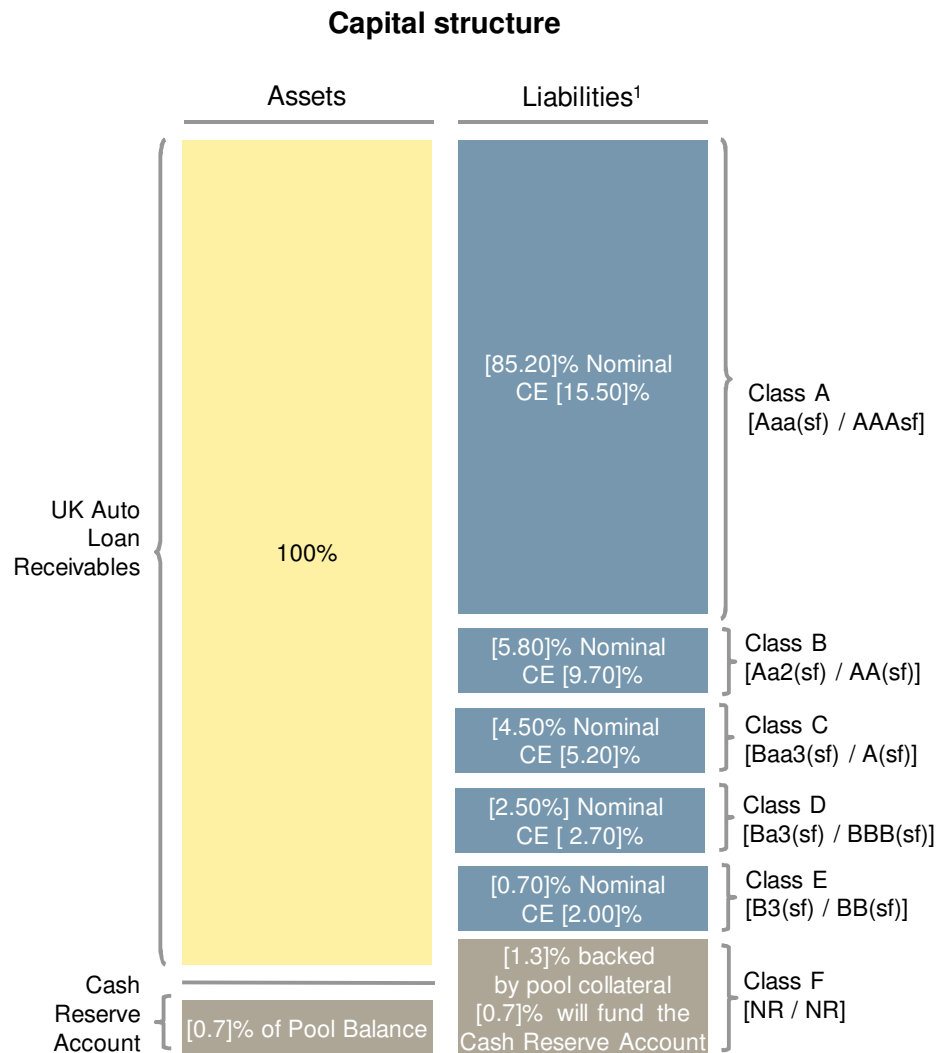 Capital structure
Assets
Liabilities¹
UK Auto
Loan
Receivables
100%
[85.20]% Nominal
CE [15.50]%
Class A
[Aaa(sf) / AAAsf]
[5.80]% Nominal
CE [9.70]%
Class B
[Aa2(sf) / AA(sf)]
[4.50% Nominal
CE [5.20]%
Class C
[Baa3(sf) / A(sf)]
[2.50%] Nominal
CE [ 2.70]%
Class D
[Ba3(sf) / BBB(sf)]
[0.70]% Nominal
CE [2.00]%
Class E
[B3(sf) / BB(sf)]
Cash
Reserve
Account
[0.7]% of Pool Balance
[1.3]% backed
by pool collateral
[0.7]% will fund the
Cash Reserve Account
Class F
[NR / NR]